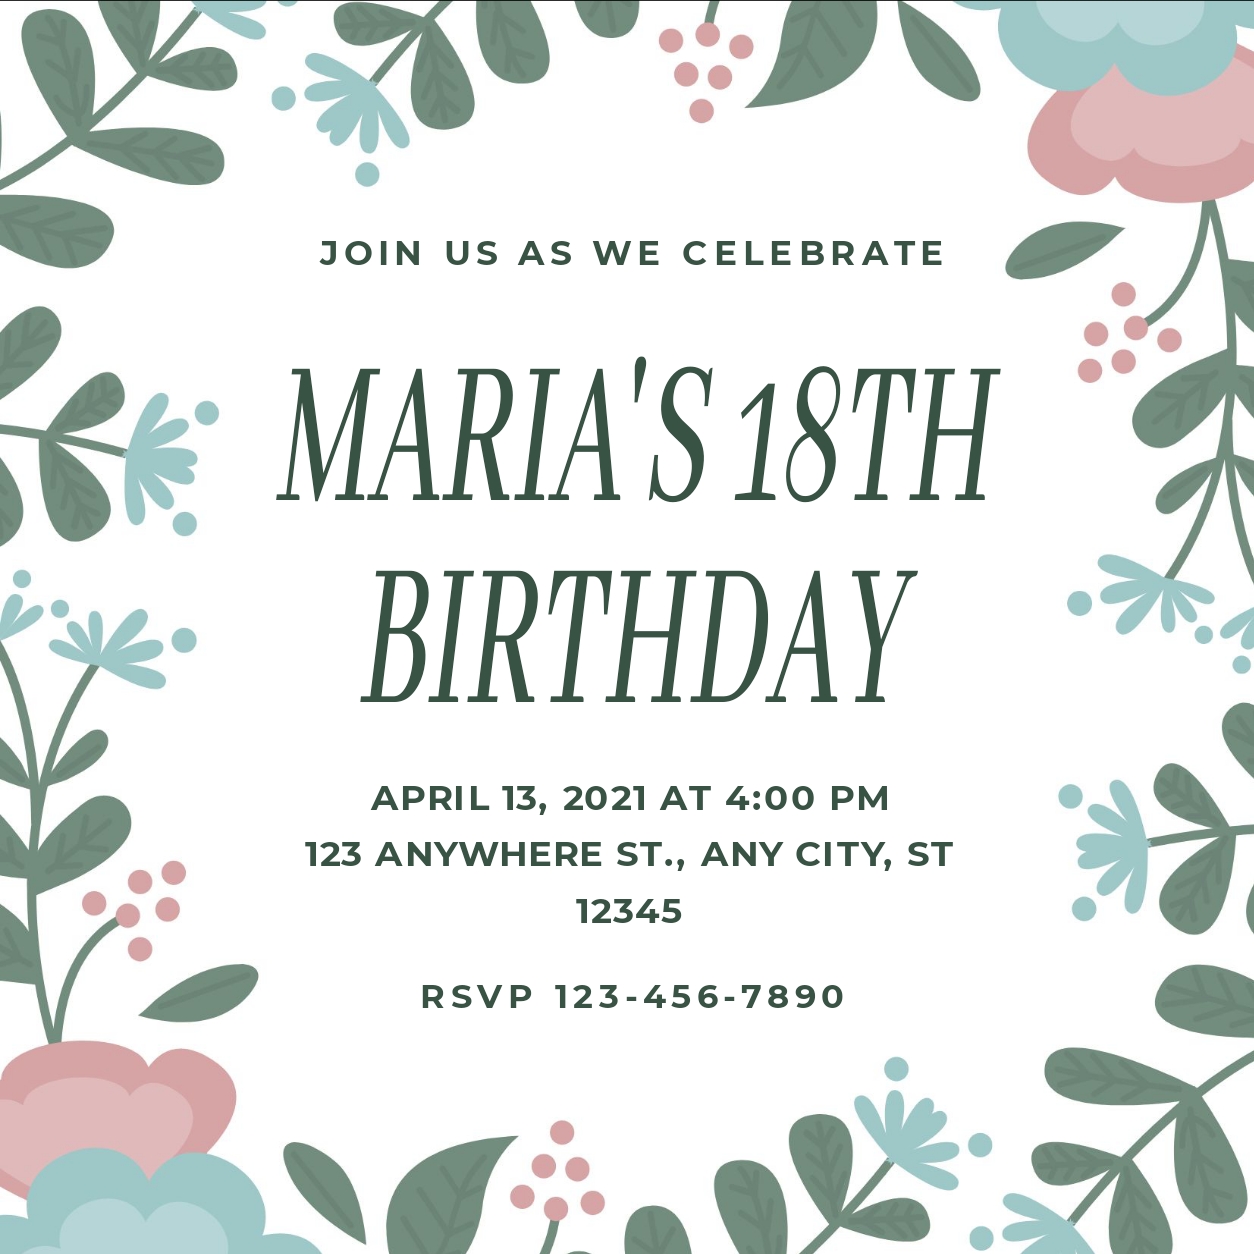 JOIN US AS WE CELEBRATE
MARIA'S 18TH
BIRTHDAY
APRIL 13, 2021 AT 4:00 PM
123 ANYWHERE ST., ANY CITY, ST
12345
RSVP 123-456-7890